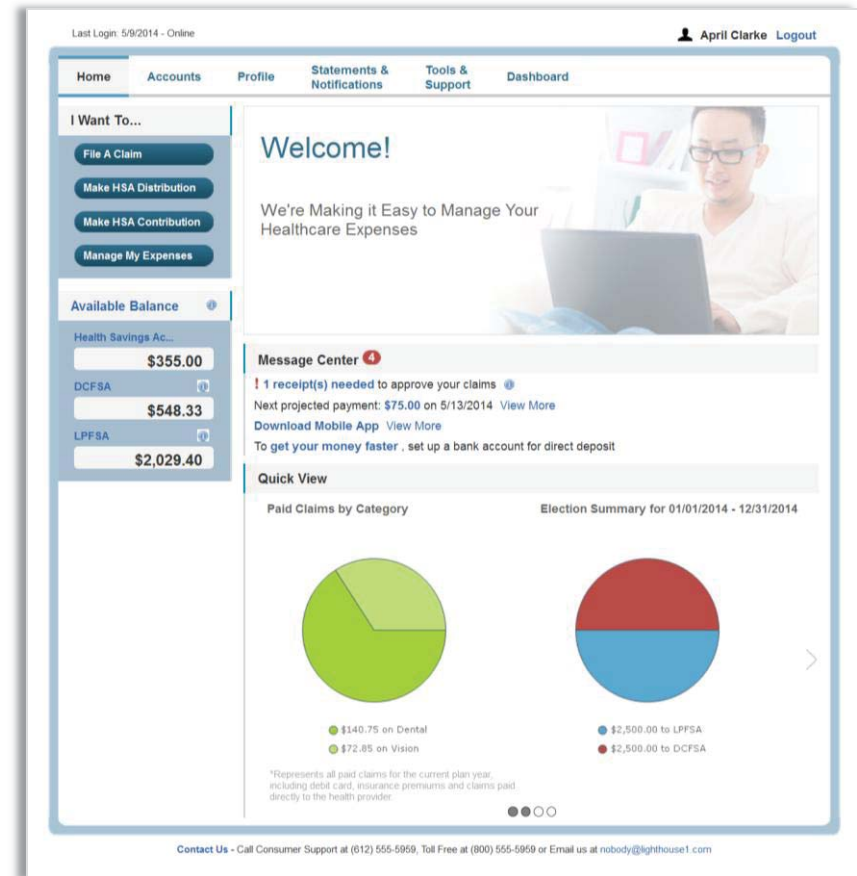 Last Login: 5/9/2014 - Online
April Clarke Logout
Home
Accounts
Profile
Statements &
Notifications
Tools &
Support
Dashboard
I Want To...
File A Claim
Make HSA Distribution
Make HSA Contribution
Manage My Expenses
Available Balance
Health Savings Ac...
$355.00
DCFSA
$548.33
LPFSA
$2,029.40
Welcome!
We're Making it Easy to Manage Your
Healthcare Expenses
Message Center 4
! 1 receipt(s) needed to approve your claims
Next projected payment: $75.00 on 5/13/2014 View More
Download Mobile App View More
To get your money faster , set up a bank account for direct deposit
Quick View
Paid Claims by Category
$140.75 on Dental
$72.85 on Vision
*Represents all paid claims for the current plan year,
including debit card, insurance premiums and claims paid
directly to the health provider.
Election Summary for 01/01/2014 - 12/31/2014
$2,500.00 to LPFSA
$2,500.00 to DCFSA
Contact Us - Call Consumer Support at (612) 555-5959, Toll Free at (800) 555-5959 or Email us at nobody@lighthouse1.com